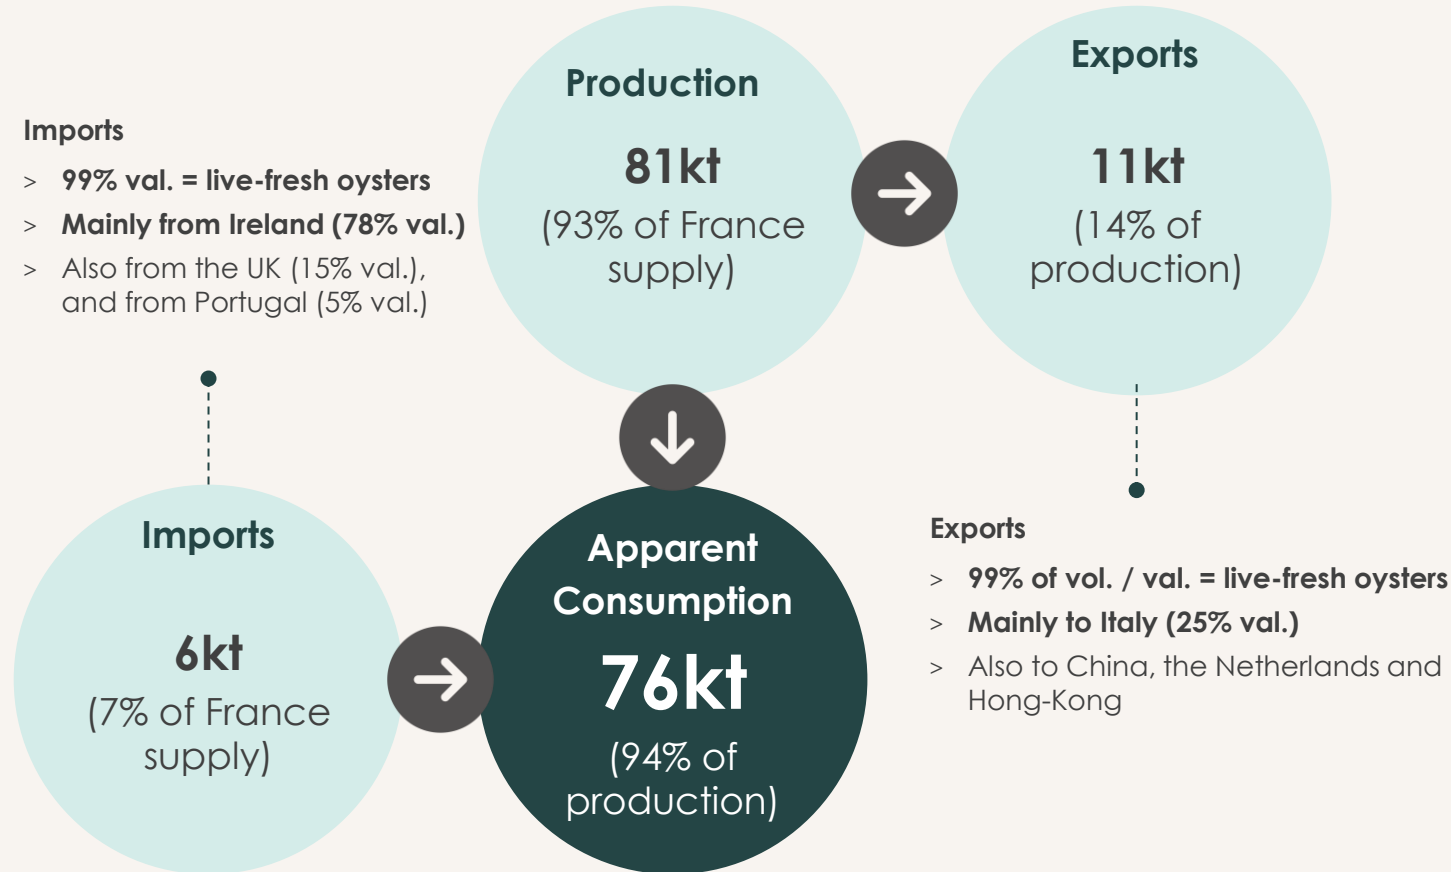 Imports
> 99% val. = live-fresh oysters
> Mainly from Ireland (78% val.)
> Also from the UK (15% val.),
and from Portugal (5% val.)
Production
81kt
(93% of France
supply)
Exports
11kt
(14% of
production)
Imports
6kt
(7% of France
supply)
Apparent
Consumption
76kt
(94% of
production)
Exports
> 99% of vol. / val. = live-fresh oysters
> Mainly to Italy (25% val.)
> Also to China, the Netherlands and
Hong-Kong